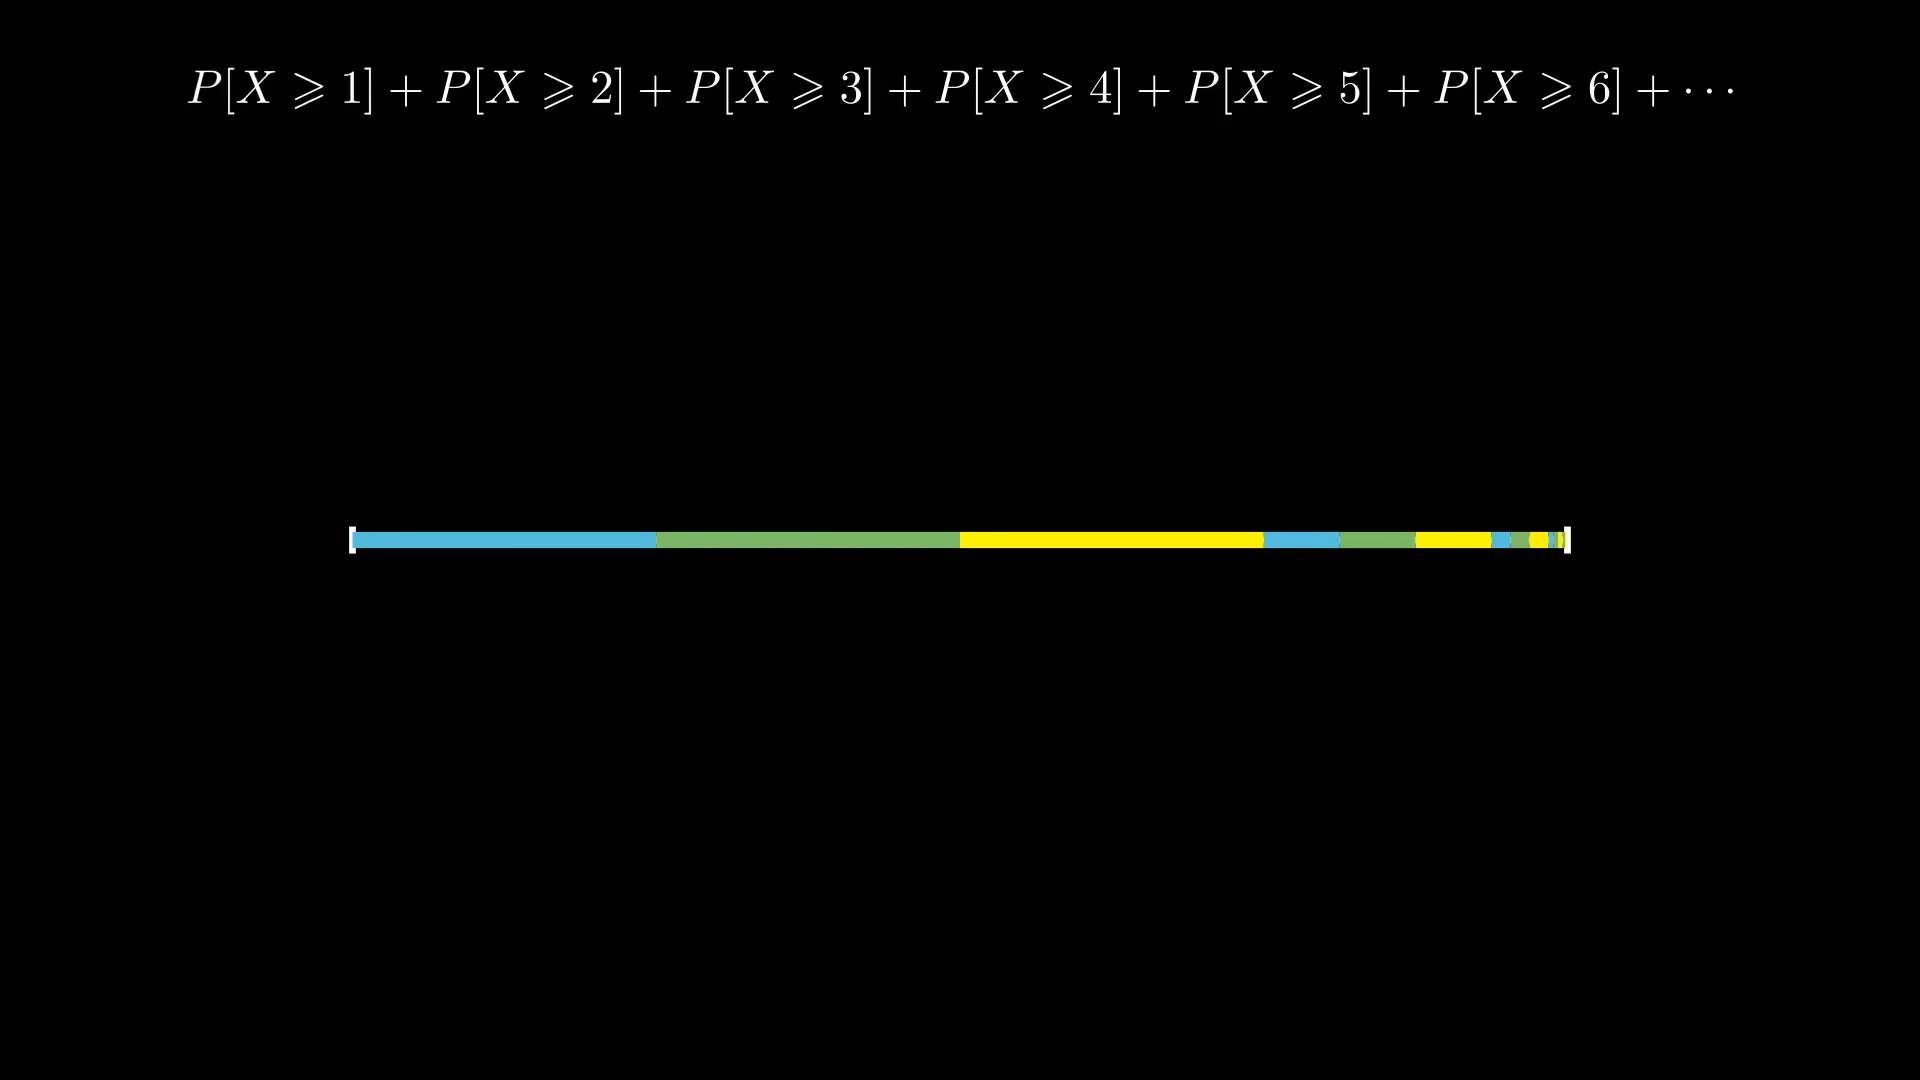 P[X ⩾ 1] + P[X ⩾ 2] + P[X ⩾ 3] + P[X ⩾ 4] + P[X ⩾ 5] + P[X ⩾ 6] + ···